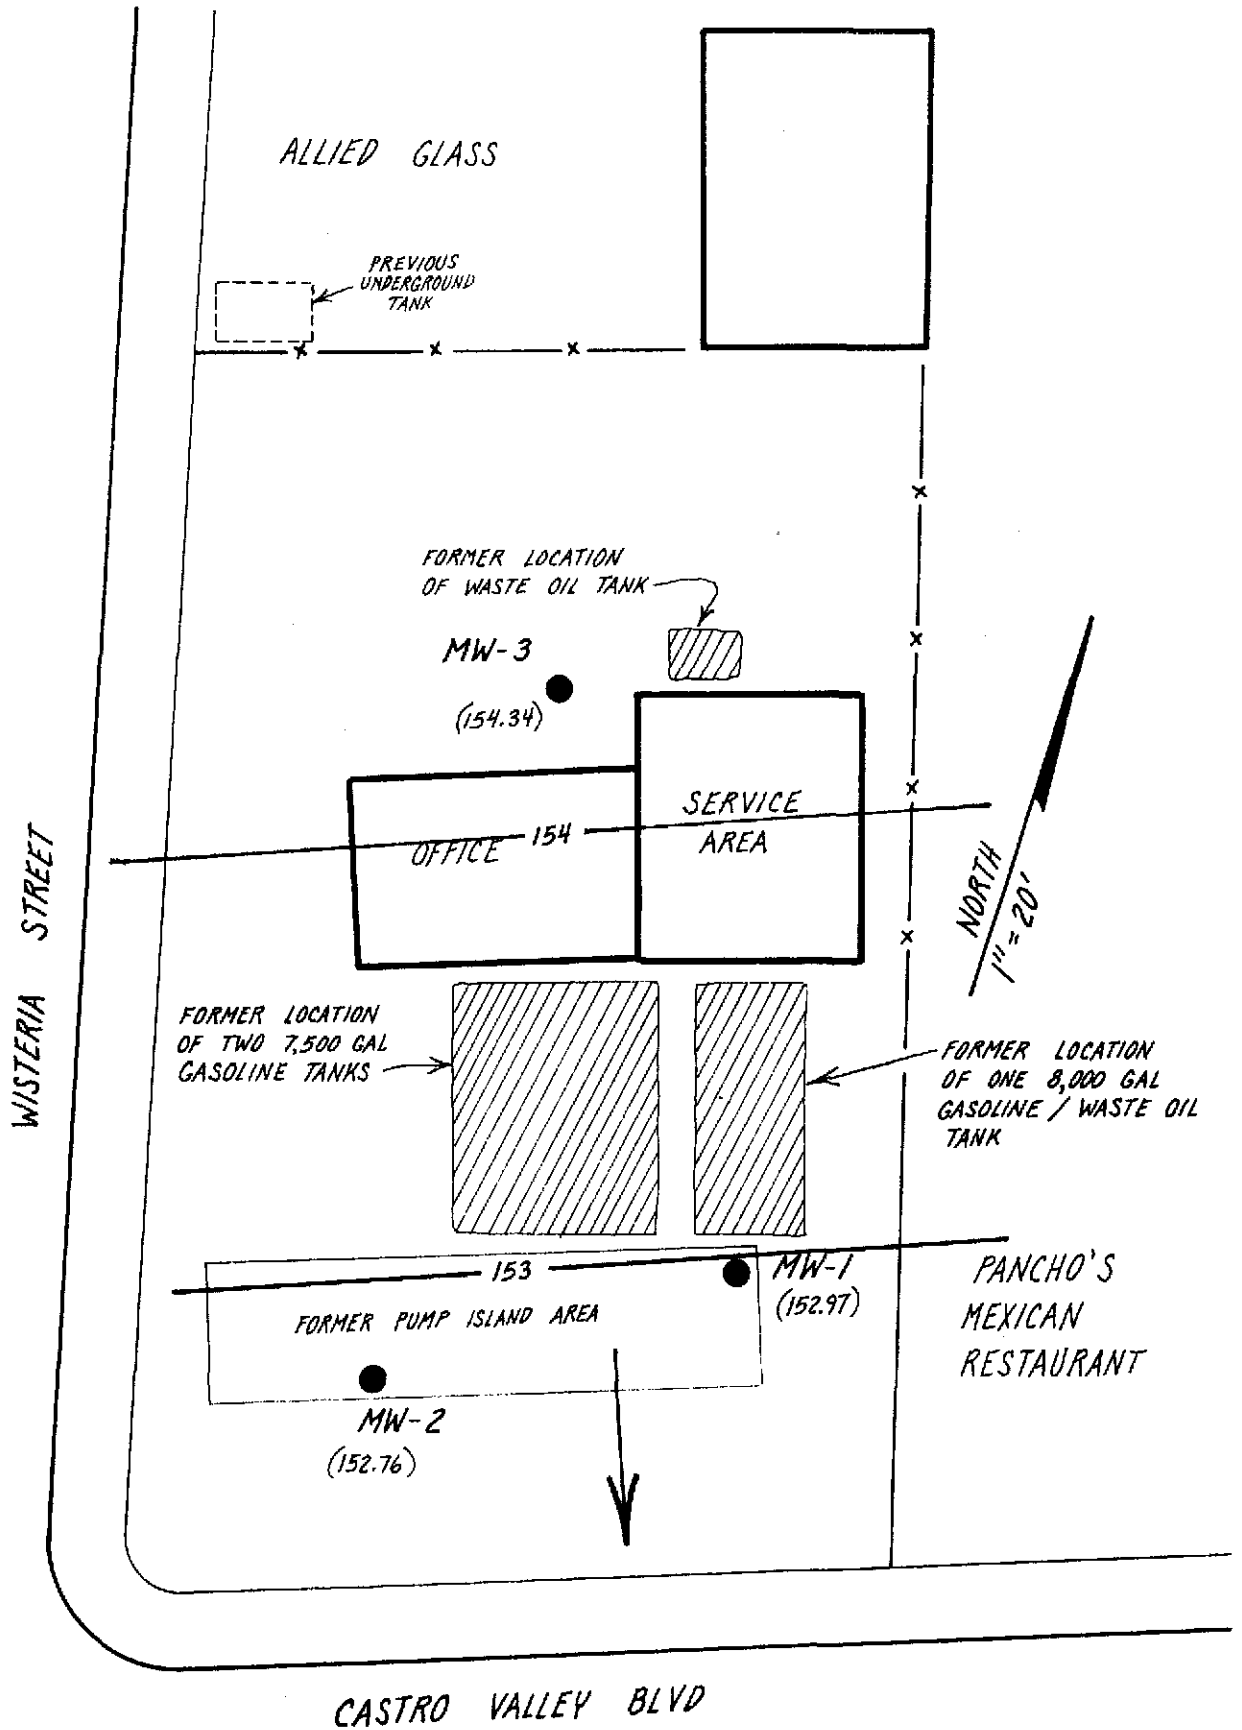 ALLIED GLASS
PREVIOUS
UNDERGROUND
TANK
FORMER LOCATION
OF WASTE OIL TANK
MW-3
(154.34)
SERVICE
AREA
154
OFFICE
WISTERIA STREET
NORTH
1" = 20'
FORMER LOCATION
OF TWO 7,500 GAL
GASOLINE TANKS
FORMER LOCATION
OF ONE 8,000 GAL
GASOLINE / WASTE OIL
TANK
153
MW-1
(152.97)
FORMER PUMP ISLAND AREA
PANCHO'S
MEXICAN
RESTAURANT
MW-2
(152.76)
CASTRO VALLEY BLVD